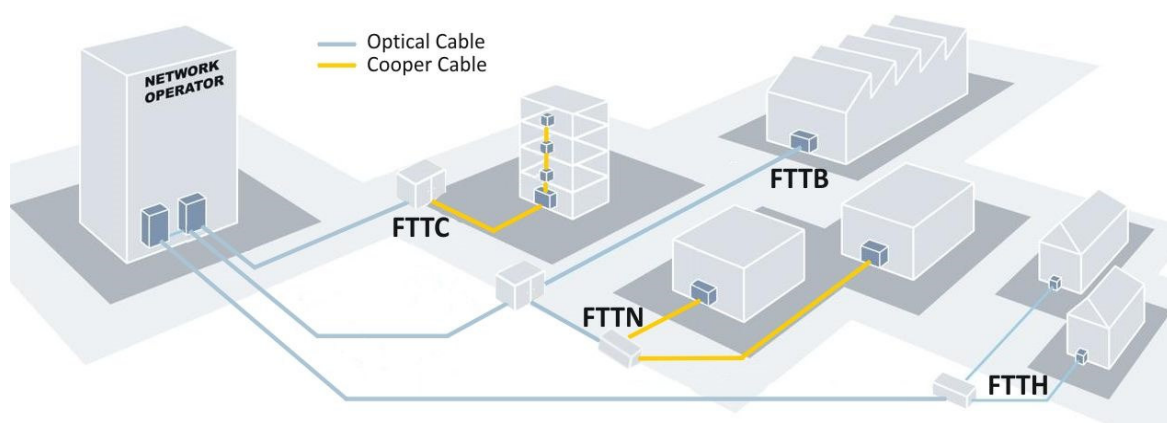 NETWORK
OPERATOR
Optical Cable
Cooper Cable
FTTC
FTTB
FTTN
FTTH